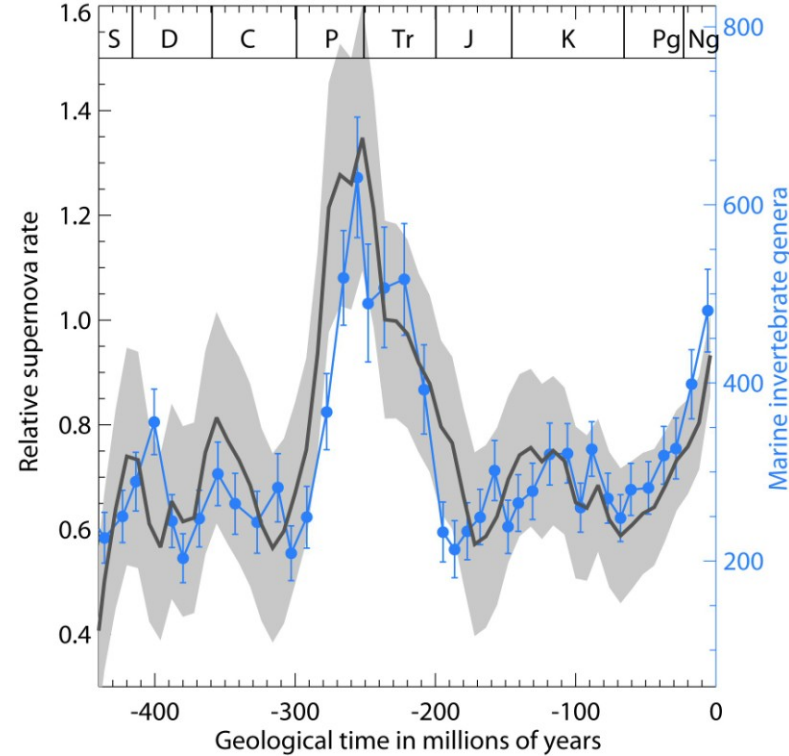 1.6
1.4
1.2
1.0
0.8
0.6
0.4
Relative supernova rate
S D C P Tr J K Pg Ng
800
600
400
200
Marine invertebrate genera
-400 -300 -200 -100 0
Geological time in millions of years